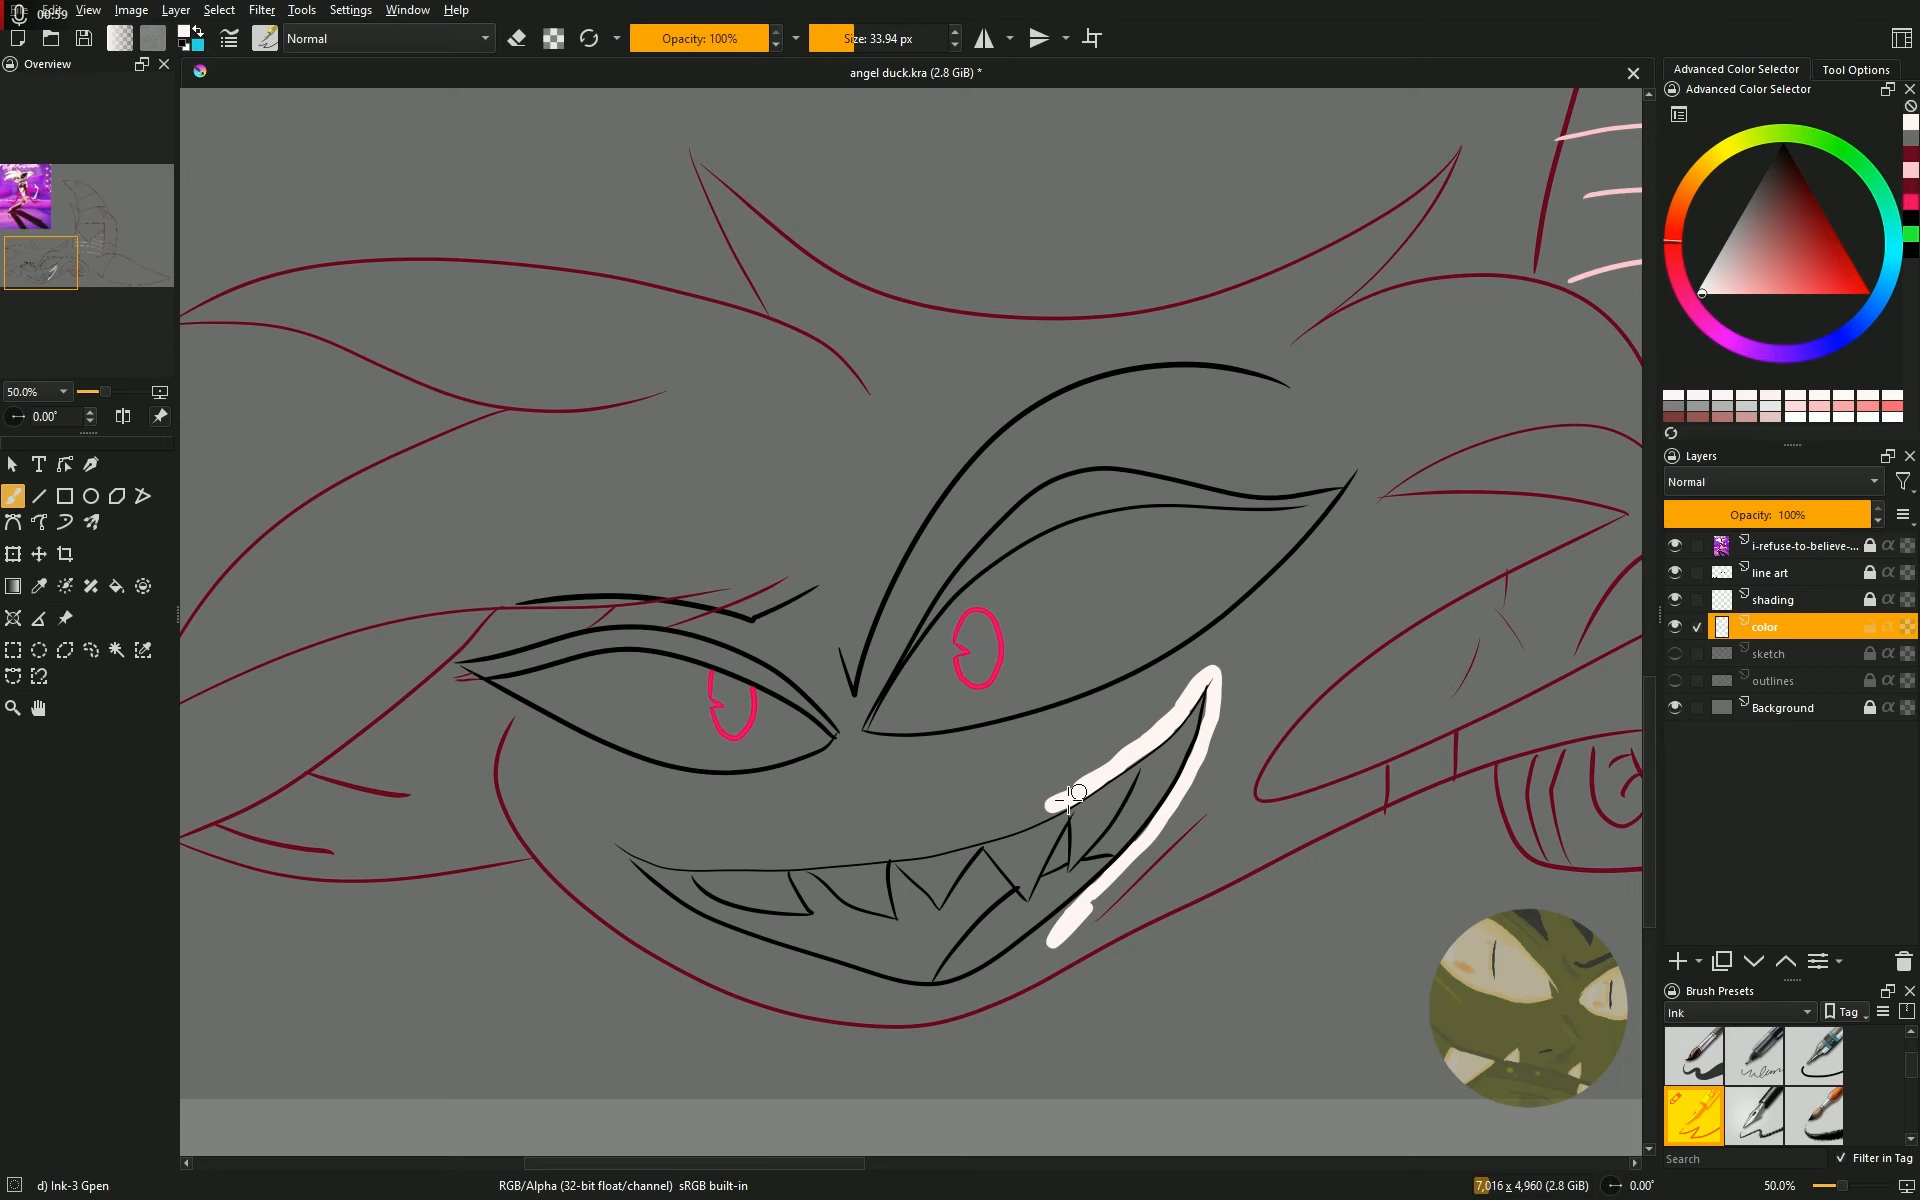 00:59
View Image Layer Select Filter Tools Settings Window Help
Normal
Opacity: 100%
Size: 33.94 px
Overview
angel duck.kra (2.8 GiB) *
Advanced Color Selector
Tool Options
Advanced Color Selector
50.0%
0.00°
Layers
Normal
Opacity: 100%
i-refuse-to-believe-...
line art
shading
color
sketch
outlines
Background
Brush Presets
Ink
Tag
Search
Filter in Tag
d) Ink-3 Gpen
RGB/Alpha (32-bit float/channel) sRGB built-in
7,016 x 4,960 (2.8 GiB)
0.00°
50.0%